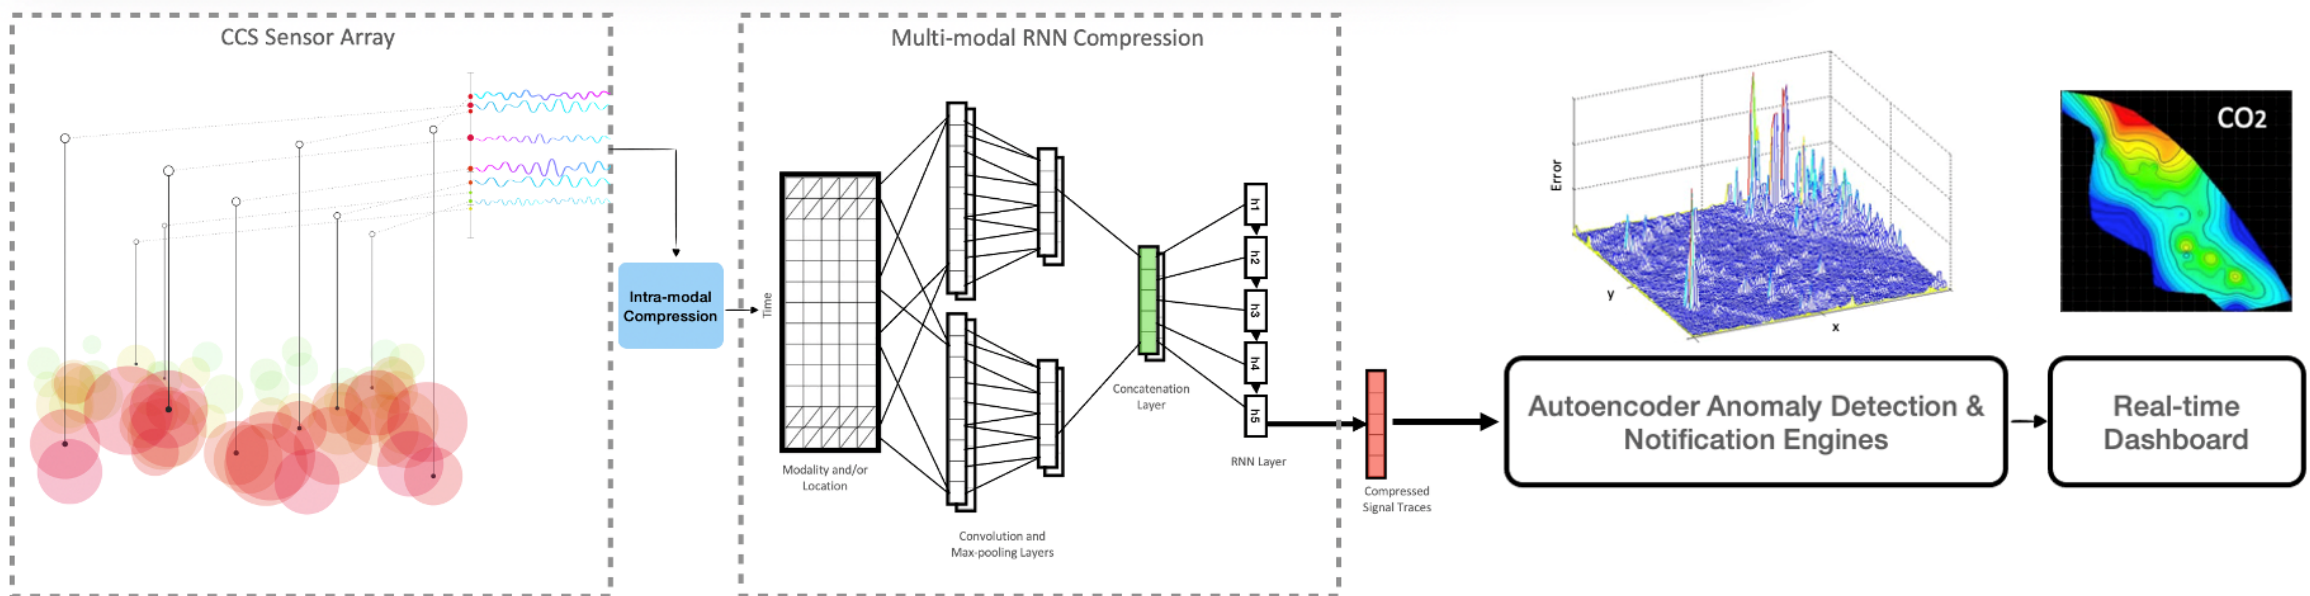 CCS Sensor Array
Intra-modal
Compression
Multi-modal RNN Compression
Time
Modality and/or
Location
Convolution and
Max-pooling Layers
Concatenation
Layer
h1
h2
h3
h4
h5
RNN Layer
Compressed
Signal Traces
Error
y
x
Autoencoder Anomaly Detection &
Notification Engines
CO2
Real-time
Dashboard